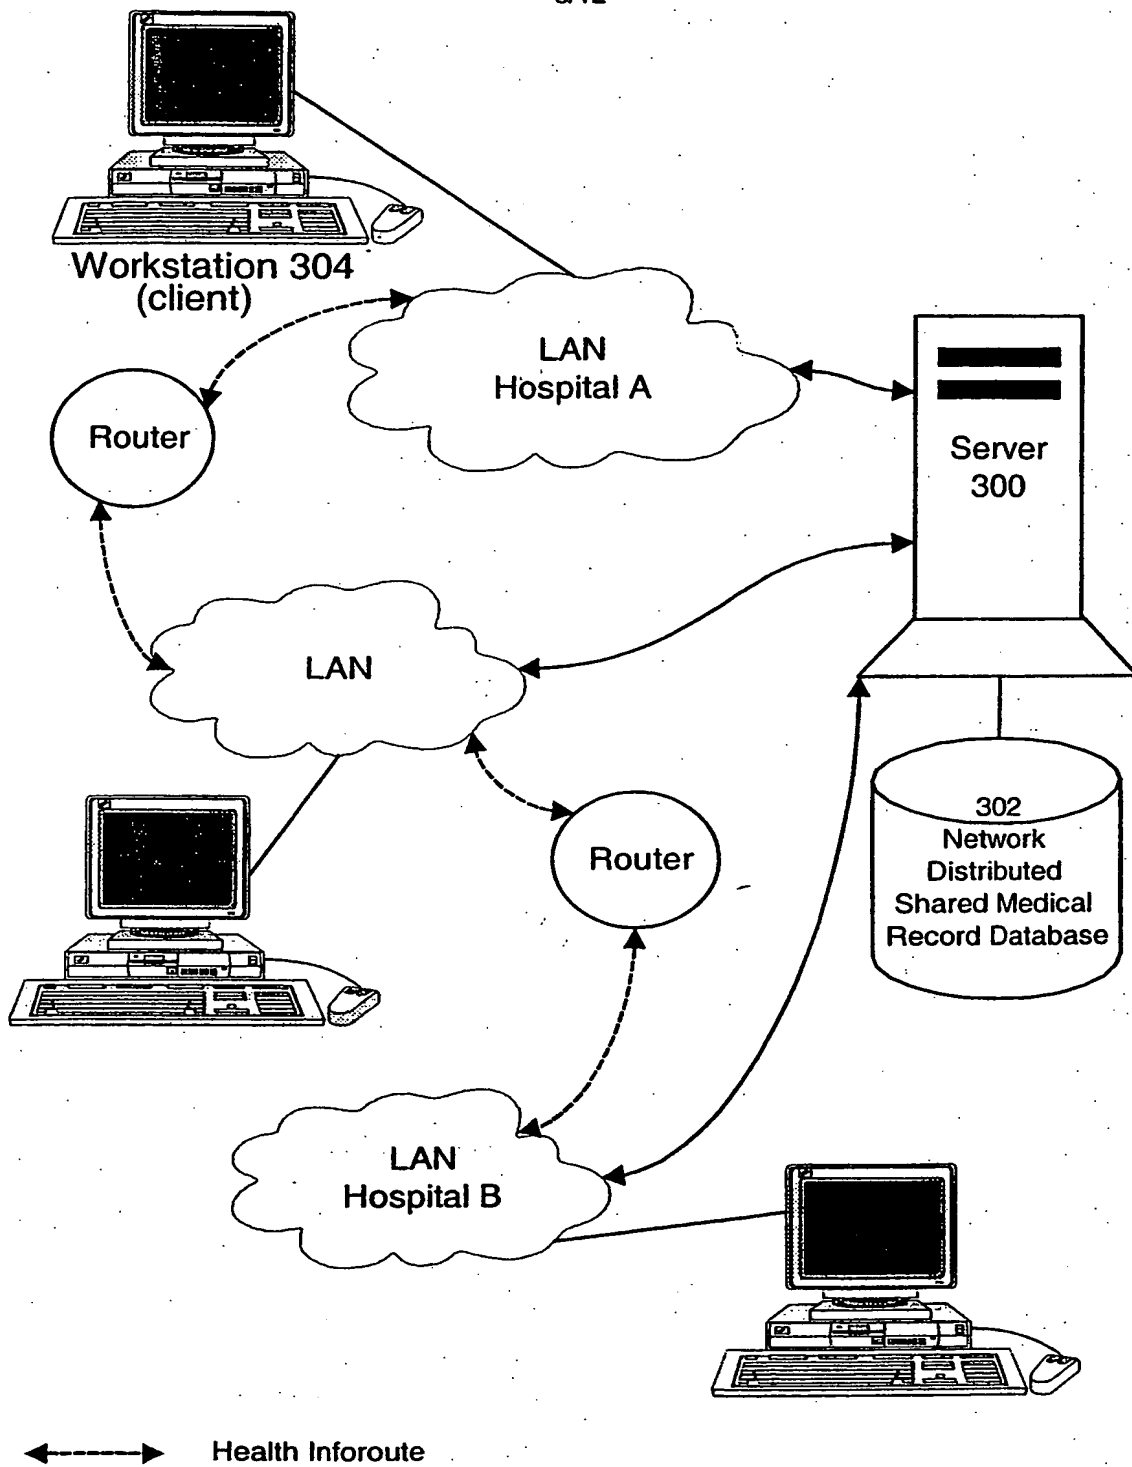 Workstation 304
(client)
LAN
Hospital A
Router
Server
300
LAN
Router
302
Network
Distributed
Shared Medical
Record Database
LAN
Hospital B
Health Inforoute